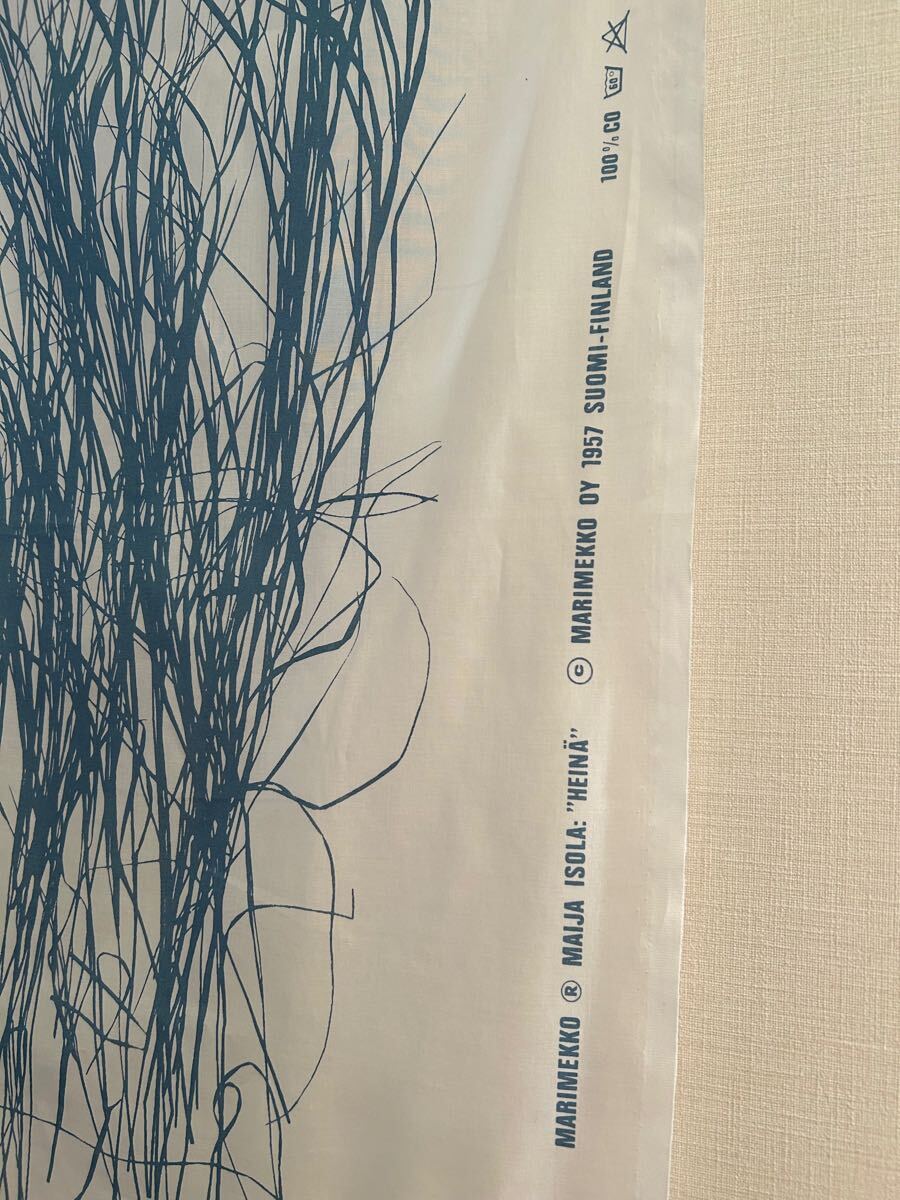 MARIMEKKO ® MAIJA ISOLA: ”HEINÄ” © MARIMEKKO OY 1957 SUOMI-FINLAND 100% CO 60°